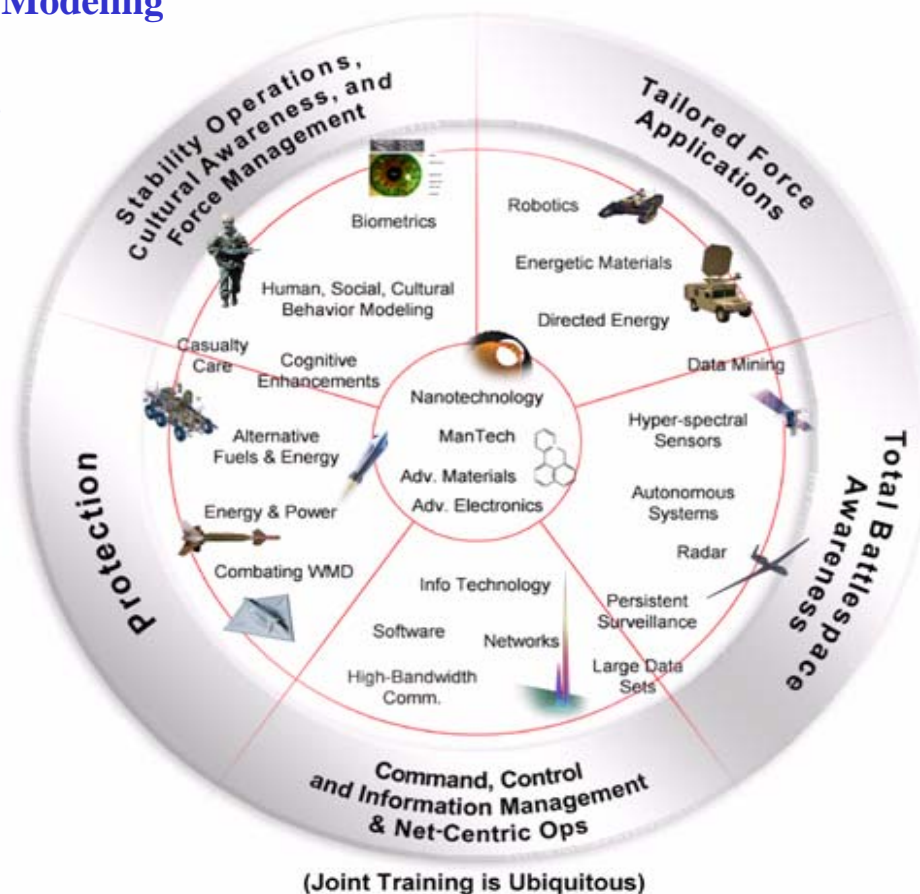 Modeling
Stability Operations,
Cultural Awareness, and
Force Management
Tailored Force
Applications
Biometrics
Robotics
Energetic Materials
Human, Social, Cultural
Behavior Modeling
Directed Energy
Casualty
Care
Cognitive
Enhancements
Data Mining
Nanotechnology
ManTech
Adv. Materials
Adv. Electronics
Hyper-spectral
Sensors
Alternative
Fuels & Energy
Autonomous
Systems
Energy & Power
Radar
Combating WMD
Info Technology
Persistent
Surveillance
Software
Networks
High-Bandwidth
Comm.
Large Data
Sets
Protection
Total Battlespace
Awareness
Command, Control
and Information Management
& Net-Centric Ops
(Joint Training is Ubiquitous)